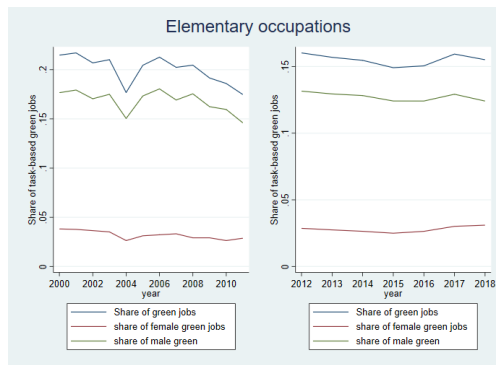 Elementary occupations
Share of task-based green jobs
.2
.15
.1
.05
0
2000 2002 2004 2006 2008 2010
year
Share of green jobs
share of female green jobs
share of male green
Share of task-based green jobs
.15
.1
.05
0
2012 2013 2014 2015 2016 2017 2018
year
Share of green jobs
share of female green jobs
share of male green